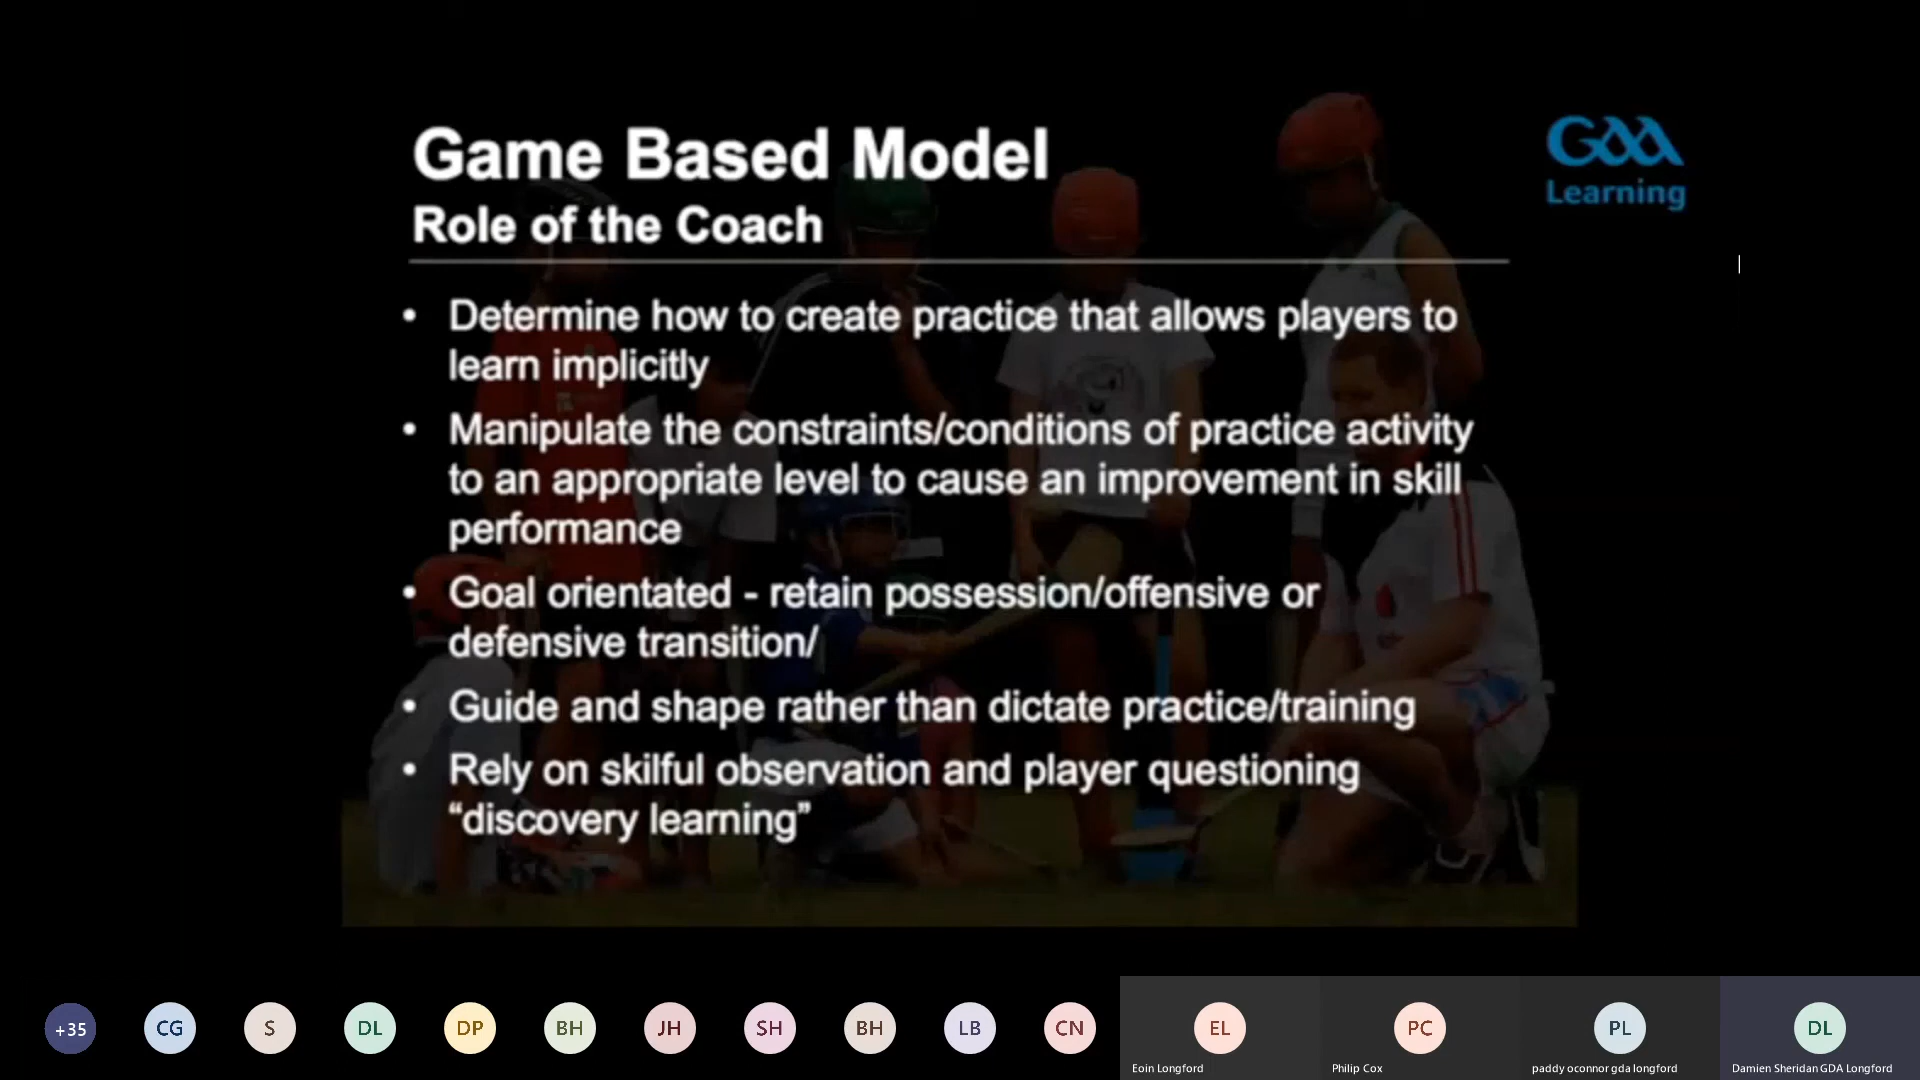 Game Based Model
Role of the Coach
GAA
Learning
• Determine how to create practice that allows players to
learn implicitly
• Manipulate the constraints/conditions of practice activity
to an appropriate level to cause an improvement in skill
performance
• Goal orientated - retain possession/offensive or
defensive transition/
• Guide and shape rather than dictate practice/training
• Rely on skilful observation and player questioning
“discovery learning”
+35
CG
S
DL
DP
BH
JH
SH
BH
LB
CN
EL
PC
PL
DL
Eoin Longford
Philip Cox
paddy oconnor gda longford
Damien Sheridan GDA Longford